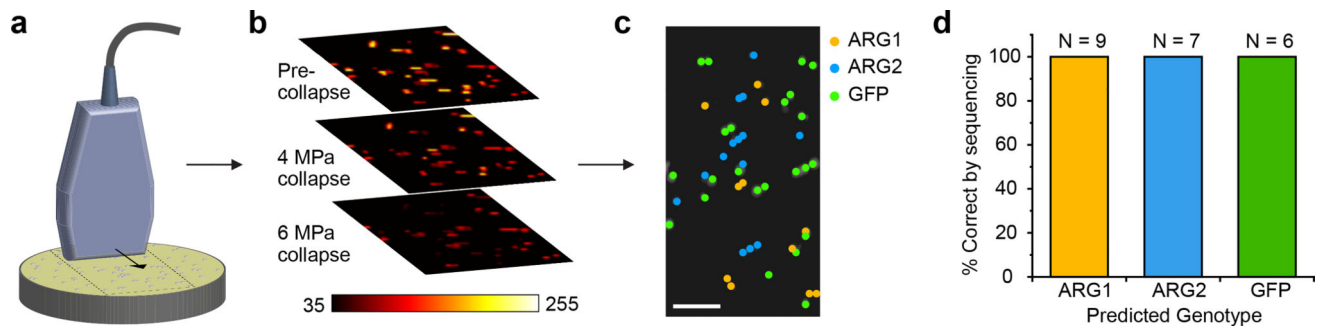 a
b
Pre-
collapse
4 MPa
collapse
6 MPa
collapse
35
255
c
ARG1
ARG2
GFP
d
% Correct by sequencing
100
80
60
40
20
0
N = 9
N = 7
N = 6
ARG1
ARG2
GFP
Predicted Genotype